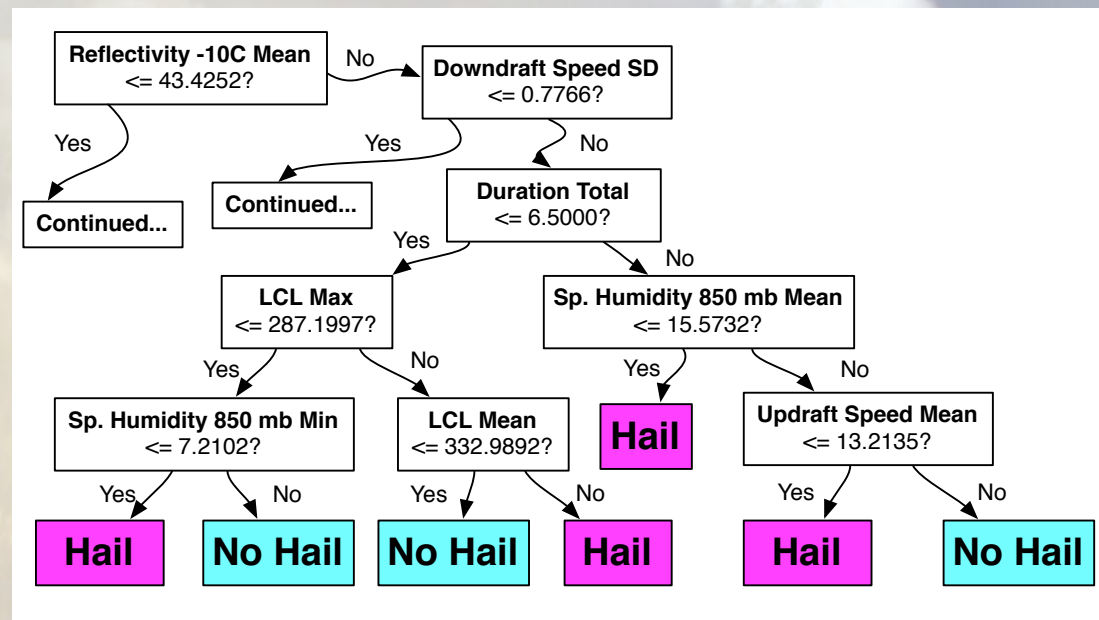 Reflectivity -10C Mean
<= 43.4252?
No
Downdraft Speed SD
<= 0.7766?
Yes
Yes
No
Continued...
Continued...
Duration Total
<= 6.5000?
Yes
No
LCL Max
<= 287.1997?
Sp. Humidity 850 mb Mean
<= 15.5732?
Yes
No
Yes
No
Sp. Humidity 850 mb Min
<= 7.2102?
LCL Mean
<= 332.9892?
Hail
Updraft Speed Mean
<= 13.2135?
Yes
No
Yes
No
Yes
No
Hail
No Hail
No Hail
Hail
Hail
No Hail